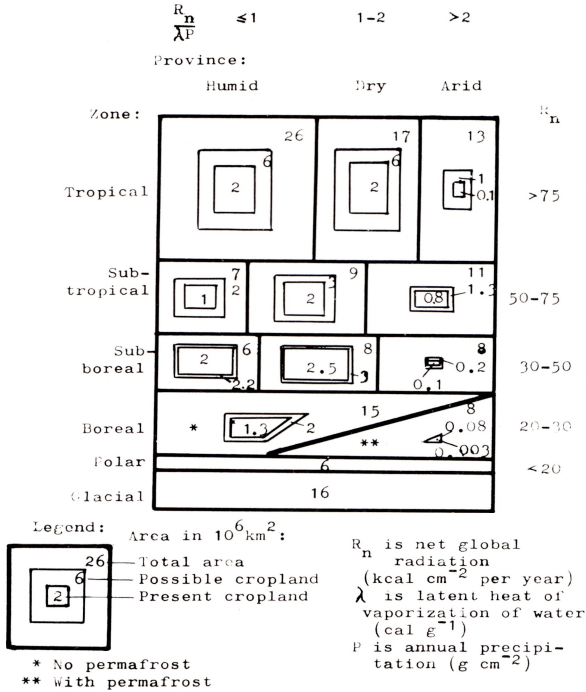 Rn/λP ≤1 1-2 >2
Province:
Humid Dry Arid
Zone: Rn
26 17 13
6 6 1
Tropical 2 2 0.1 >75
Sub-
tropical 7 9 11
2 3 1.3
1 2 0.8 50-75
Sub-
boreal 6 8 8
2 2.5 0.2 30-50
2.2 3 0.1
15 8
Boreal * 1.3 2 ** 0.08 20-30
0.003
Polar 6 <20
Glacial 16
Legend: Area in 10⁶km²:
26 Total area
6 Possible cropland
2 Present cropland
* No permafrost
** With permafrost
Rn is net global
radiation
(kcal cm⁻² per year)
λ is latent heat of
vaporization of water
(cal g⁻¹)
P is annual precipi-
tation (g cm⁻²)